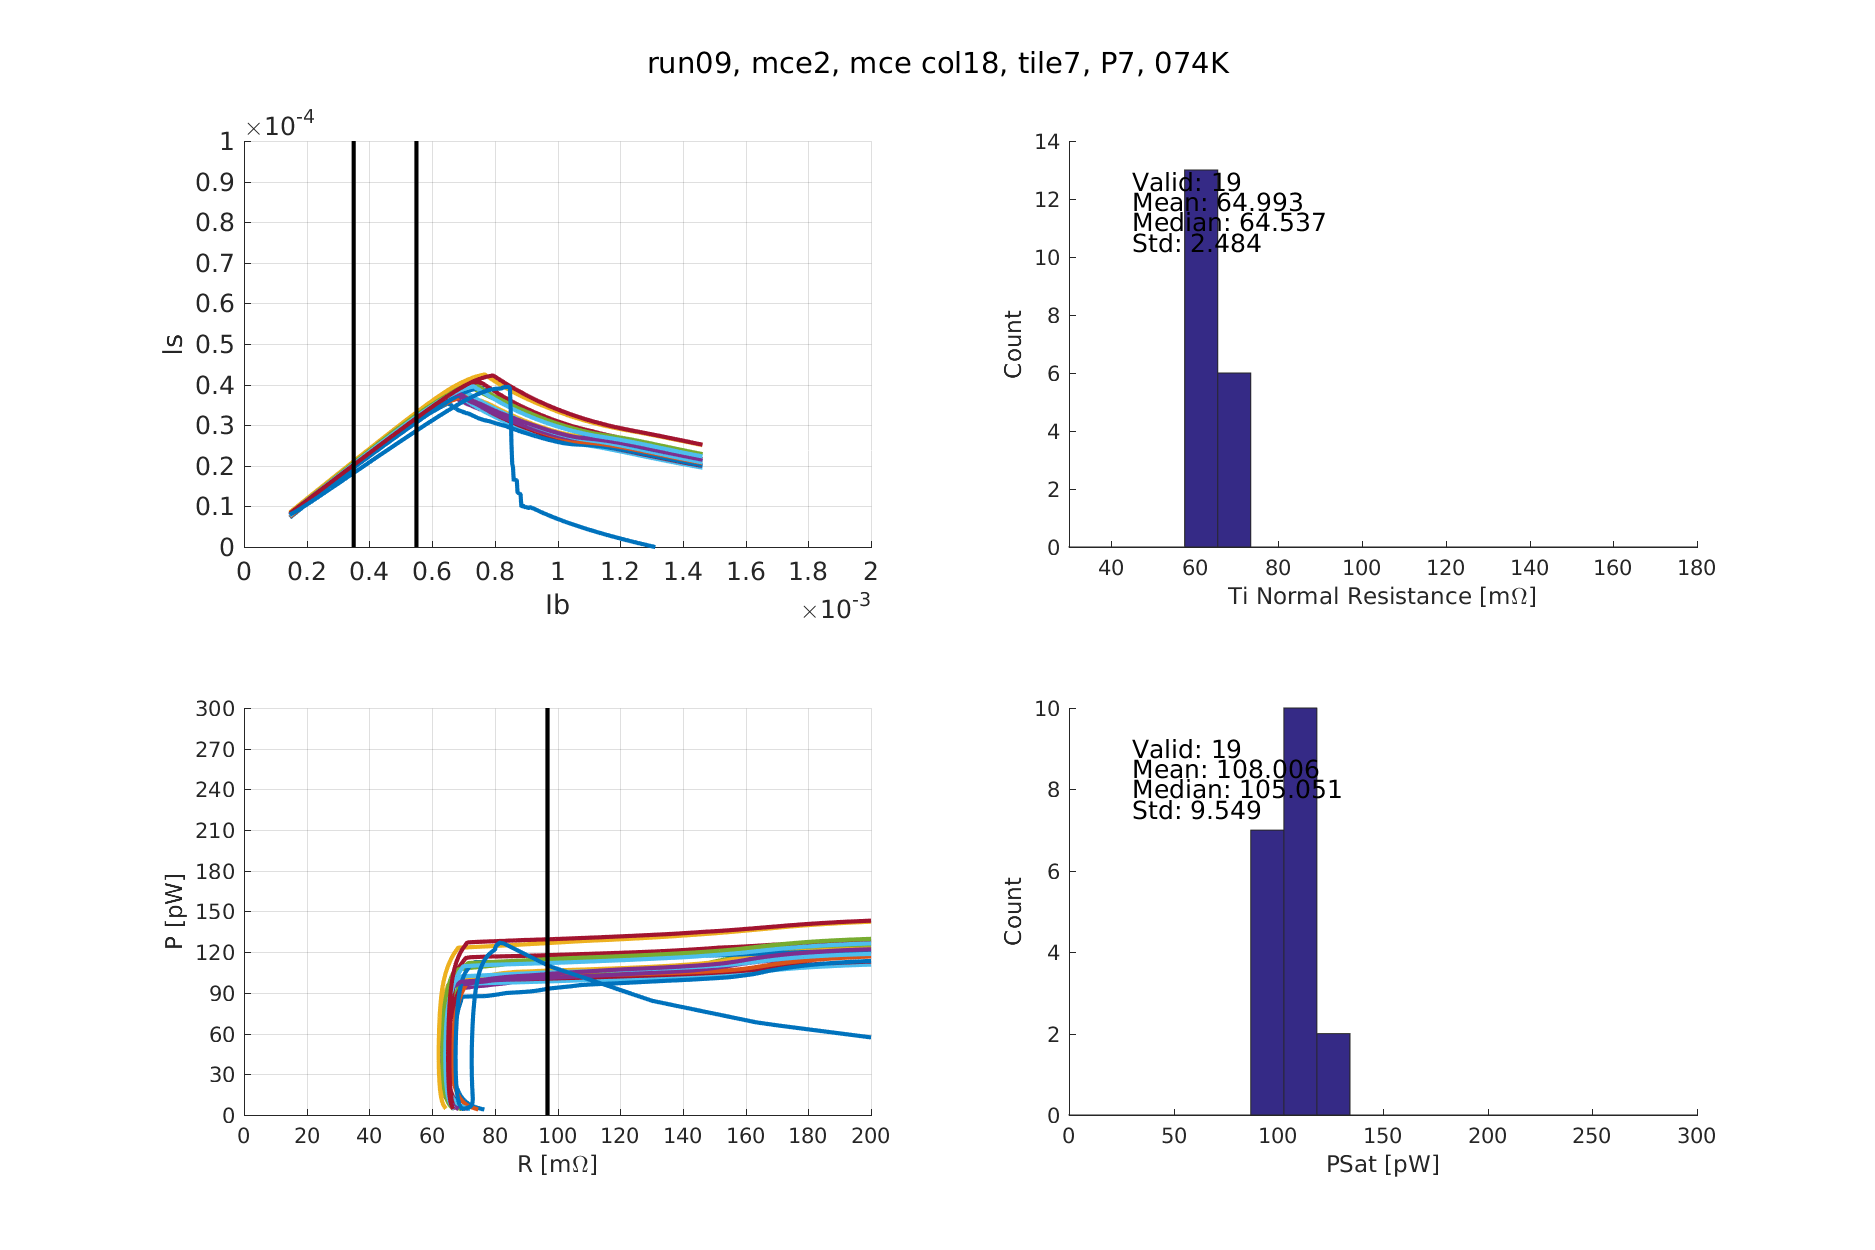 run09, mce2, mce col18, tile7, P7, 074K
×10-4
1
0.9
0.8
0.7
0.6
0.5
0.4
0.3
0.2
0.1
0
Is
0 0.2 0.4 0.6 0.8 1 1.2 1.4 1.6 1.8 2
Ib
×10-3
14
12
10
8
6
4
2
0
Count
Valid: 19
Mean: 64.993
Median: 64.537
Std: 2.484
40 60 80 100 120 140 160 180
Ti Normal Resistance [mΩ]
300
270
240
210
180
150
120
90
60
30
0
P [pW]
0 20 40 60 80 100 120 140 160 180 200
R [mΩ]
10
8
6
4
2
0
Count
Valid: 19
Mean: 108.006
Median: 105.051
Std: 9.549
0 50 100 150 200 250 300
PSat [pW]